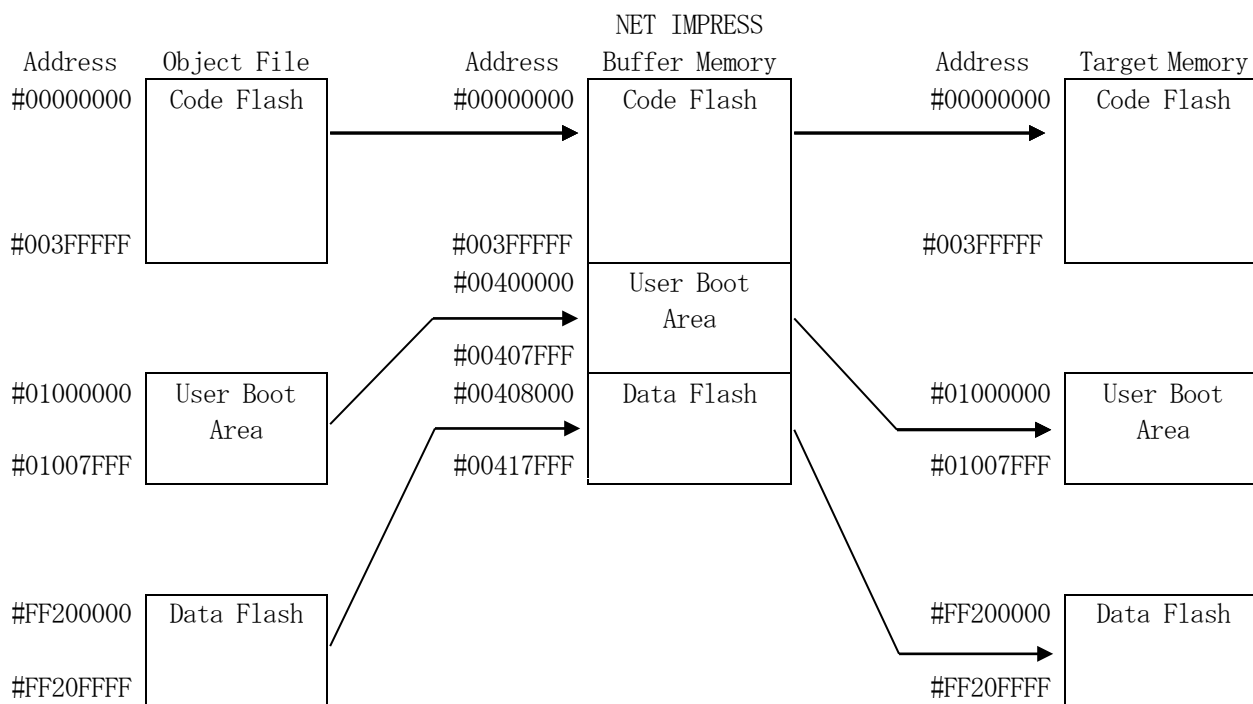 NET IMPRESS
Address Object File Address Buffer Memory Address Target Memory
#00000000 Code Flash #00000000 Code Flash #00000000 Code Flash
#003FFFFF #003FFFFF #003FFFFF
#00400000 User Boot
Area
#00407FFF
#01000000 User Boot #00408000 Data Flash #01000000 User Boot
Area Area
#01007FFF #00417FFF #01007FFF
#FF200000 Data Flash #FF200000 Data Flash
#FF20FFFF #FF20FFFF